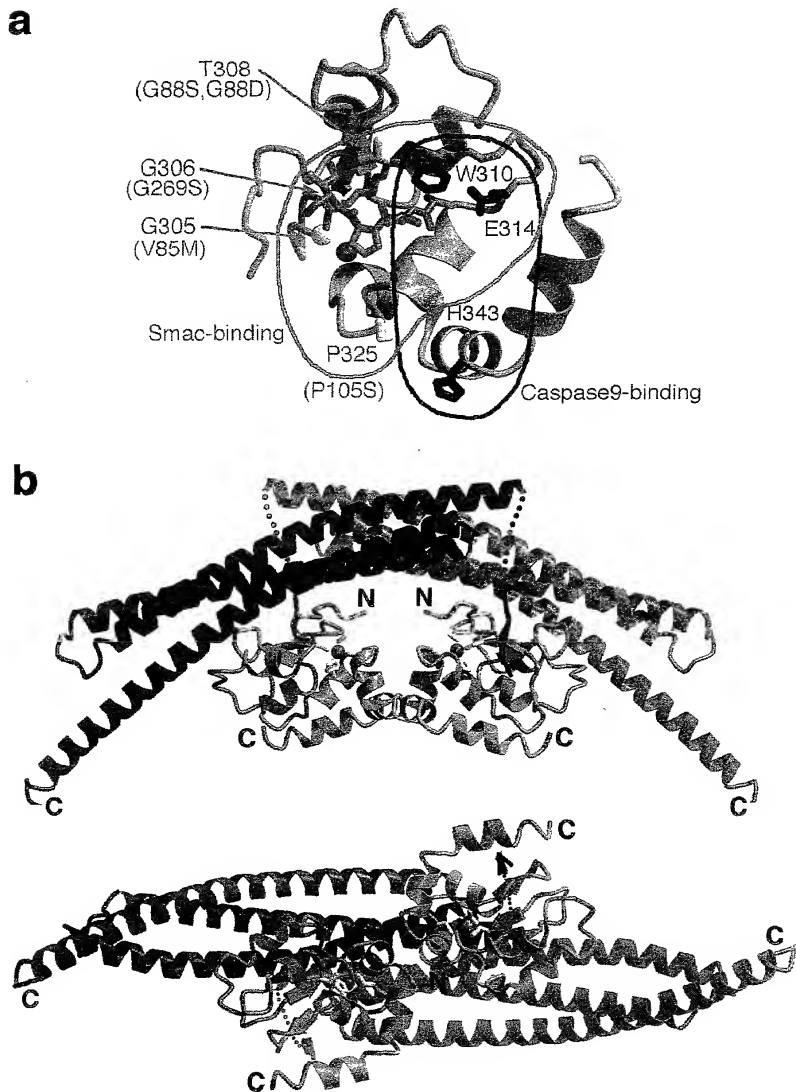 a
T308
(G88S,G88D)
G306
(G269S)
G305
(V85M)
W310
E314
H343
Smac-binding
P325
(P105S)
Caspase9-binding
b
N N
C C
C C
C
C
C
C